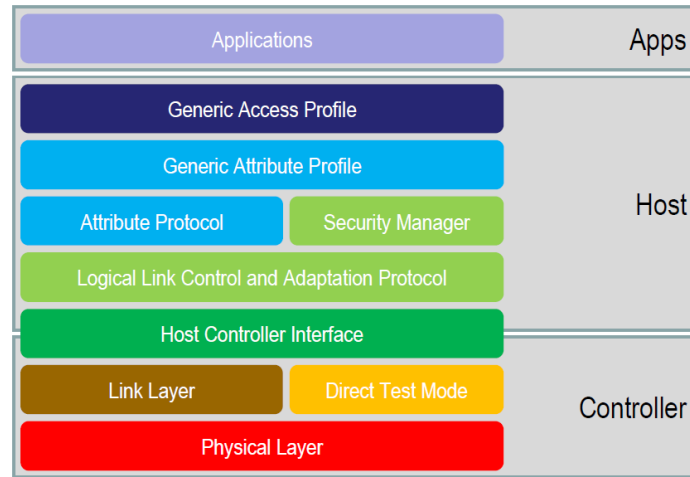 Applications
Apps
Generic Access Profile
Generic Attribute Profile
Attribute Protocol
Security Manager
Host
Logical Link Control and Adaptation Protocol
Host Controller Interface
Link Layer
Direct Test Mode
Controller
Physical Layer